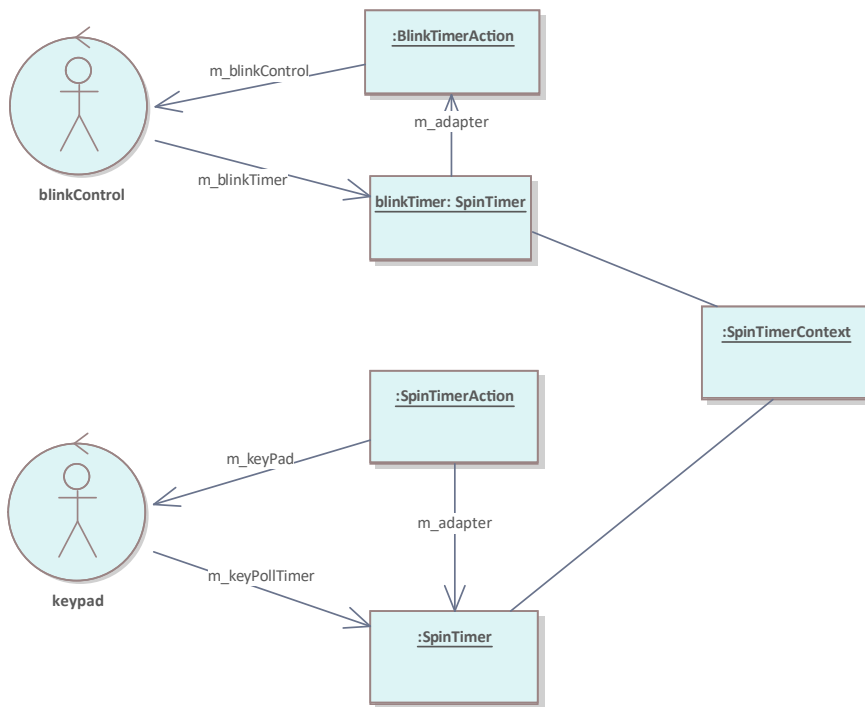 :BlinkTimerAction
m_blinkControl
m_adapter
m_blinkTimer
blinkControl
blinkTimer: SpinTimer
:SpinTimerContext
:SpinTimerAction
m_keyPad
m_adapter
m_keyPollTimer
keypad
:SpinTimer